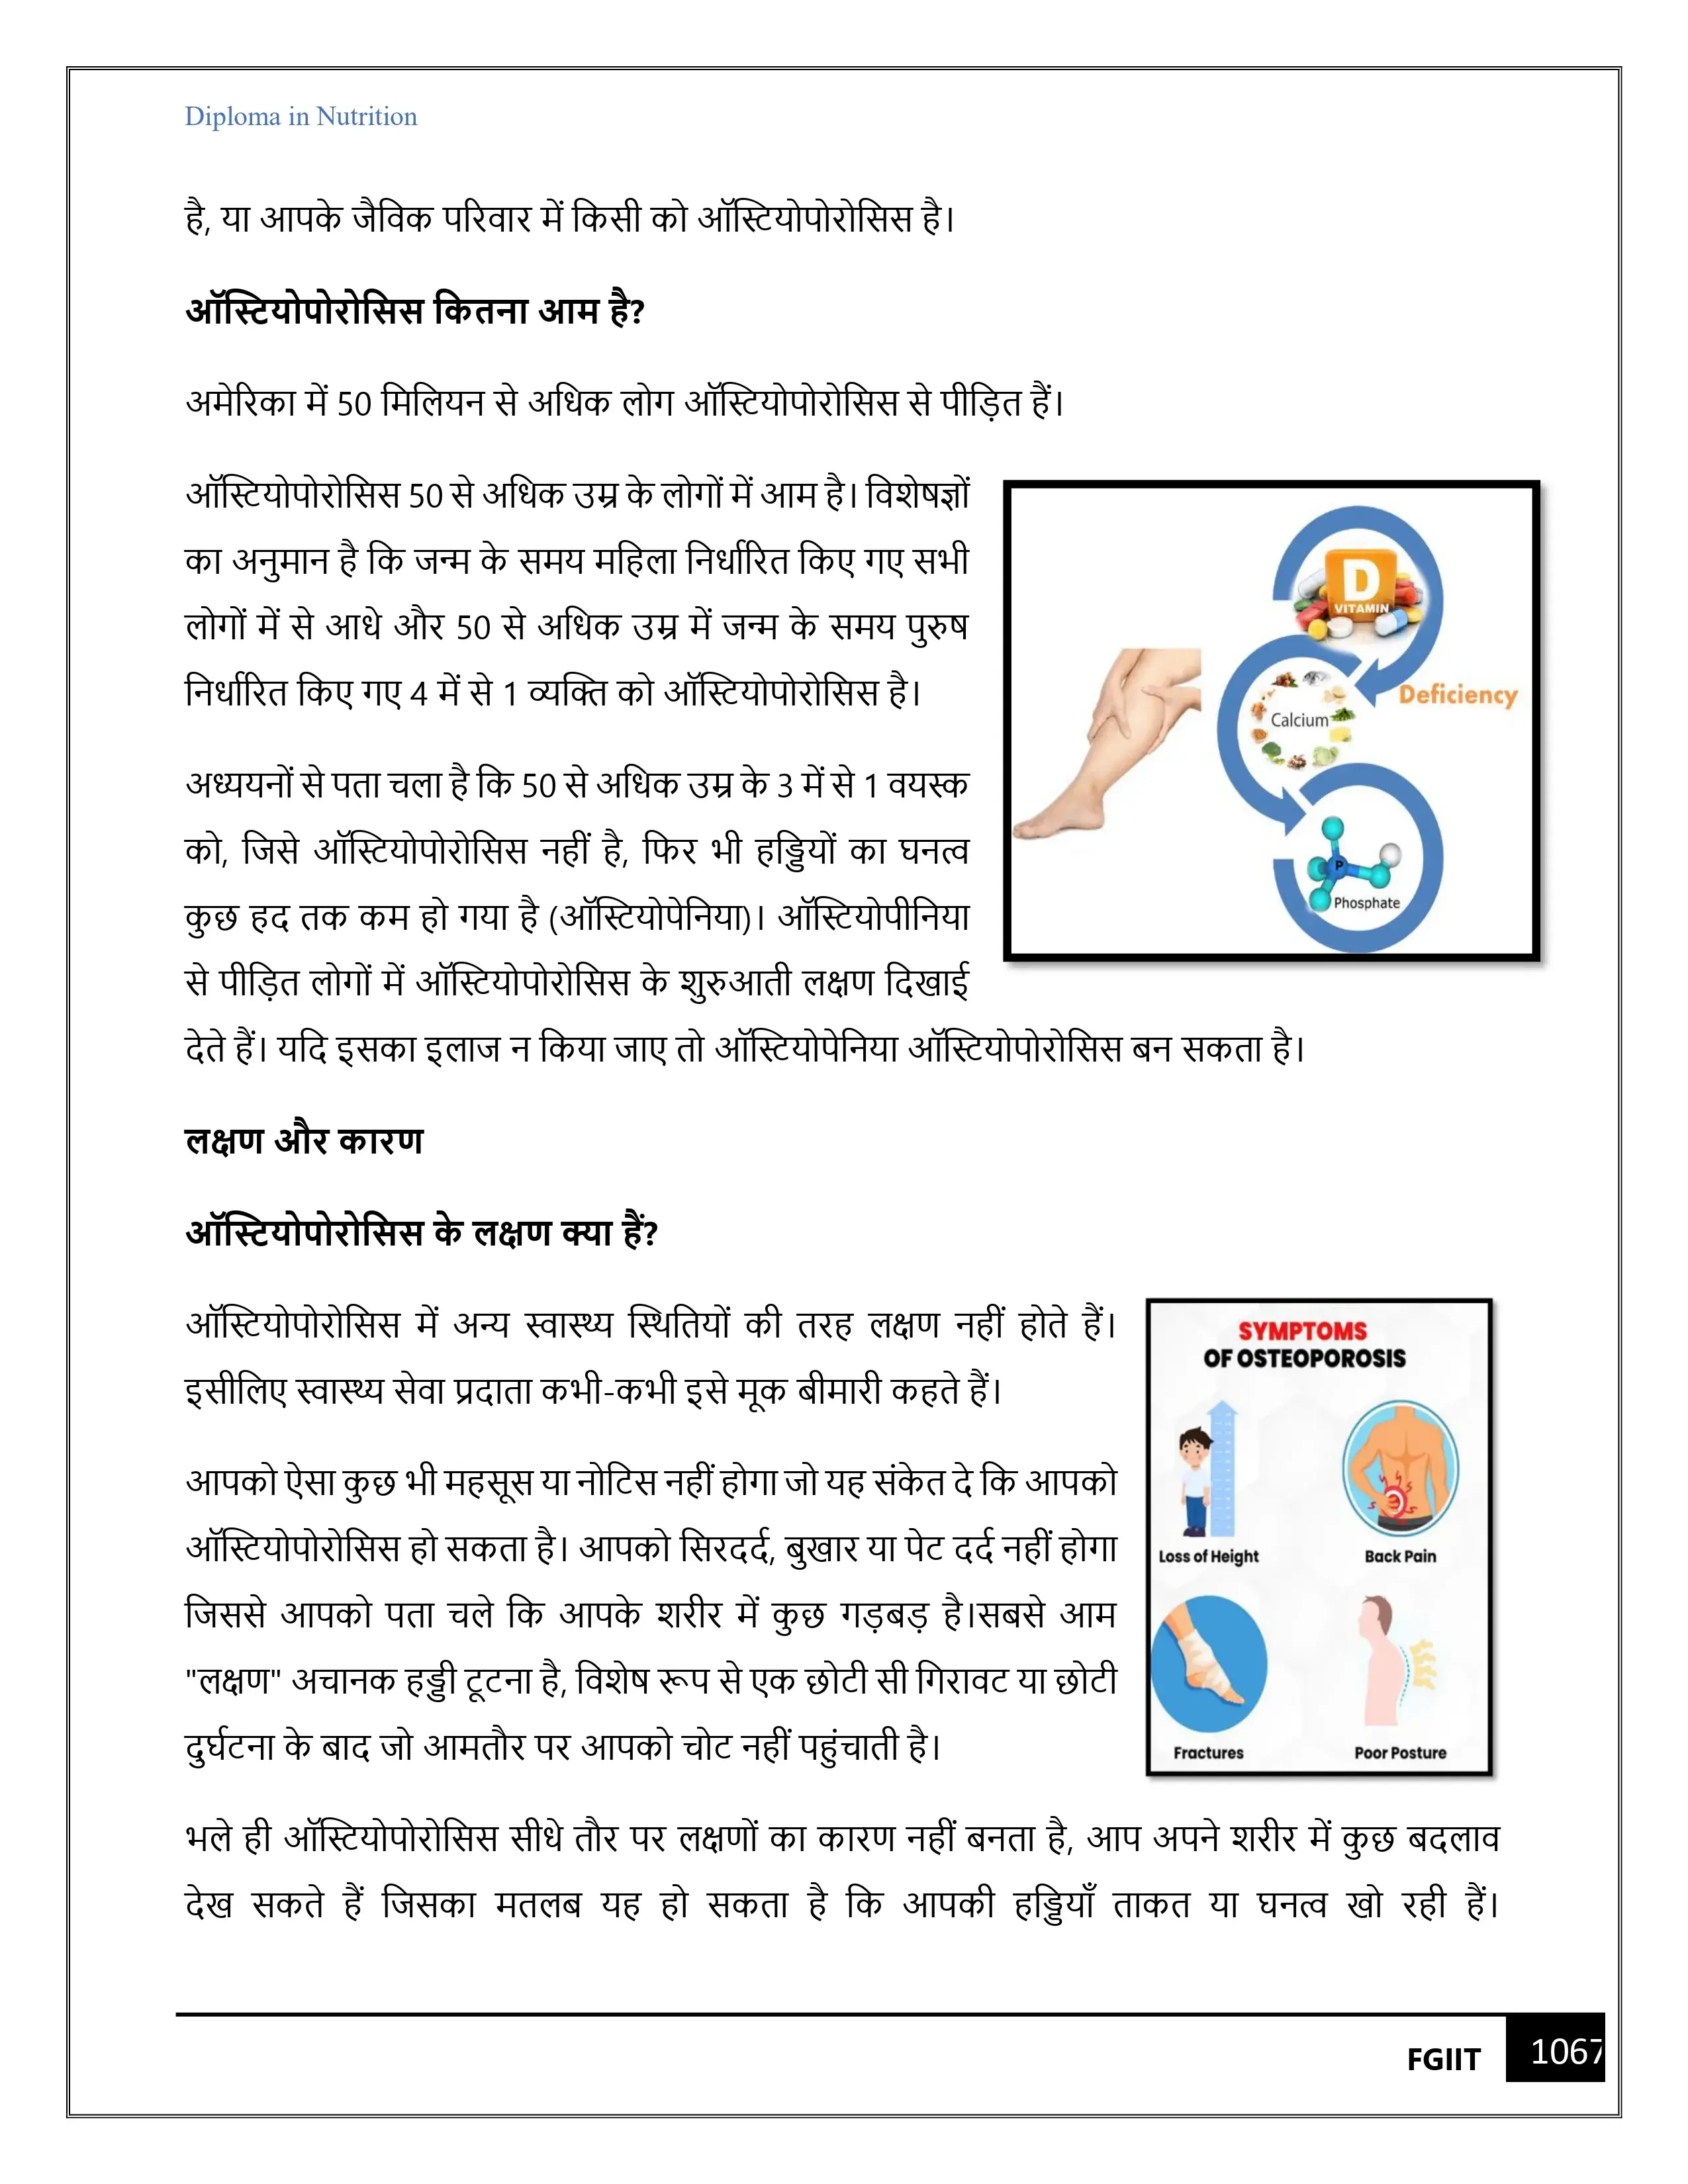 Diploma in Nutrition
है, या आपके जैविक परिवार में किसी को ऑस्टियोपोरोसिस है।
ऑस्टियोपोरोसिस कितना आम है?
अमेरिका में 50 मिलियन से अधिक लोग ऑस्टियोपोरोसिस से पीड़ित हैं।
ऑस्टियोपोरोसिस 50 से अधिक उम्र के लोगों में आम है। विशेषज्ञों
का अनुमान है कि जन्म के समय महिला निर्धारित किए गए सभी
लोगों में से आधे और 50 से अधिक उम्र में जन्म के समय पुरुष
निर्धारित किए गए 4 में से 1 व्यक्ति को ऑस्टियोपोरोसिस है।
अध्ययनों से पता चला है कि 50 से अधिक उम्र के 3 में से 1 वयस्क
को, जिसे ऑस्टियोपोरोसिस नहीं है, फिर भी हड्डियों का घनत्व
कुछ हद तक कम हो गया है (ऑस्टियोपेनिया)। ऑस्टियोपीनिया
से पीड़ित लोगों में ऑस्टियोपोरोसिस के शुरुआती लक्षण दिखाई
देते हैं। यदि इसका इलाज न किया जाए तो ऑस्टियोपेनिया ऑस्टियोपोरोसिस बन सकता है।
D
VITAMIN
Deficiency
Calcium
P
Phosphate
लक्षण और कारण
ऑस्टियोपोरोसिस के लक्षण क्या हैं?
ऑस्टियोपोरोसिस में अन्य स्वास्थ्य स्थितियों की तरह लक्षण नहीं होते हैं।
इसीलिए स्वास्थ्य सेवा प्रदाता कभी-कभी इसे मूक बीमारी कहते हैं।
आपको ऐसा कुछ भी महसूस या नोटिस नहीं होगा जो यह संकेत दे कि आपको
ऑस्टियोपोरोसिस हो सकता है। आपको सिरदर्द, बुखार या पेट दर्द नहीं होगा
जिससे आपको पता चले कि आपके शरीर में कुछ गड़बड़ है।सबसे आम
"लक्षण" अचानक हड्डी टूटना है, विशेष रूप से एक छोटी सी गिरावट या छोटी
दुर्घटना के बाद जो आमतौर पर आपको चोट नहीं पहुंचाती है।
SYMPTOMS
OF OSTEOPOROSIS
Loss of Height
Back Pain
Fractures
Poor Posture
भले ही ऑस्टियोपोरोसिस सीधे तौर पर लक्षणों का कारण नहीं बनता है, आप अपने शरीर में कुछ बदलाव
देख सकते हैं जिसका मतलब यह हो सकता है कि आपकी हड्डियाँ ताकत या घनत्व खो रही हैं।
FGIIT
1067